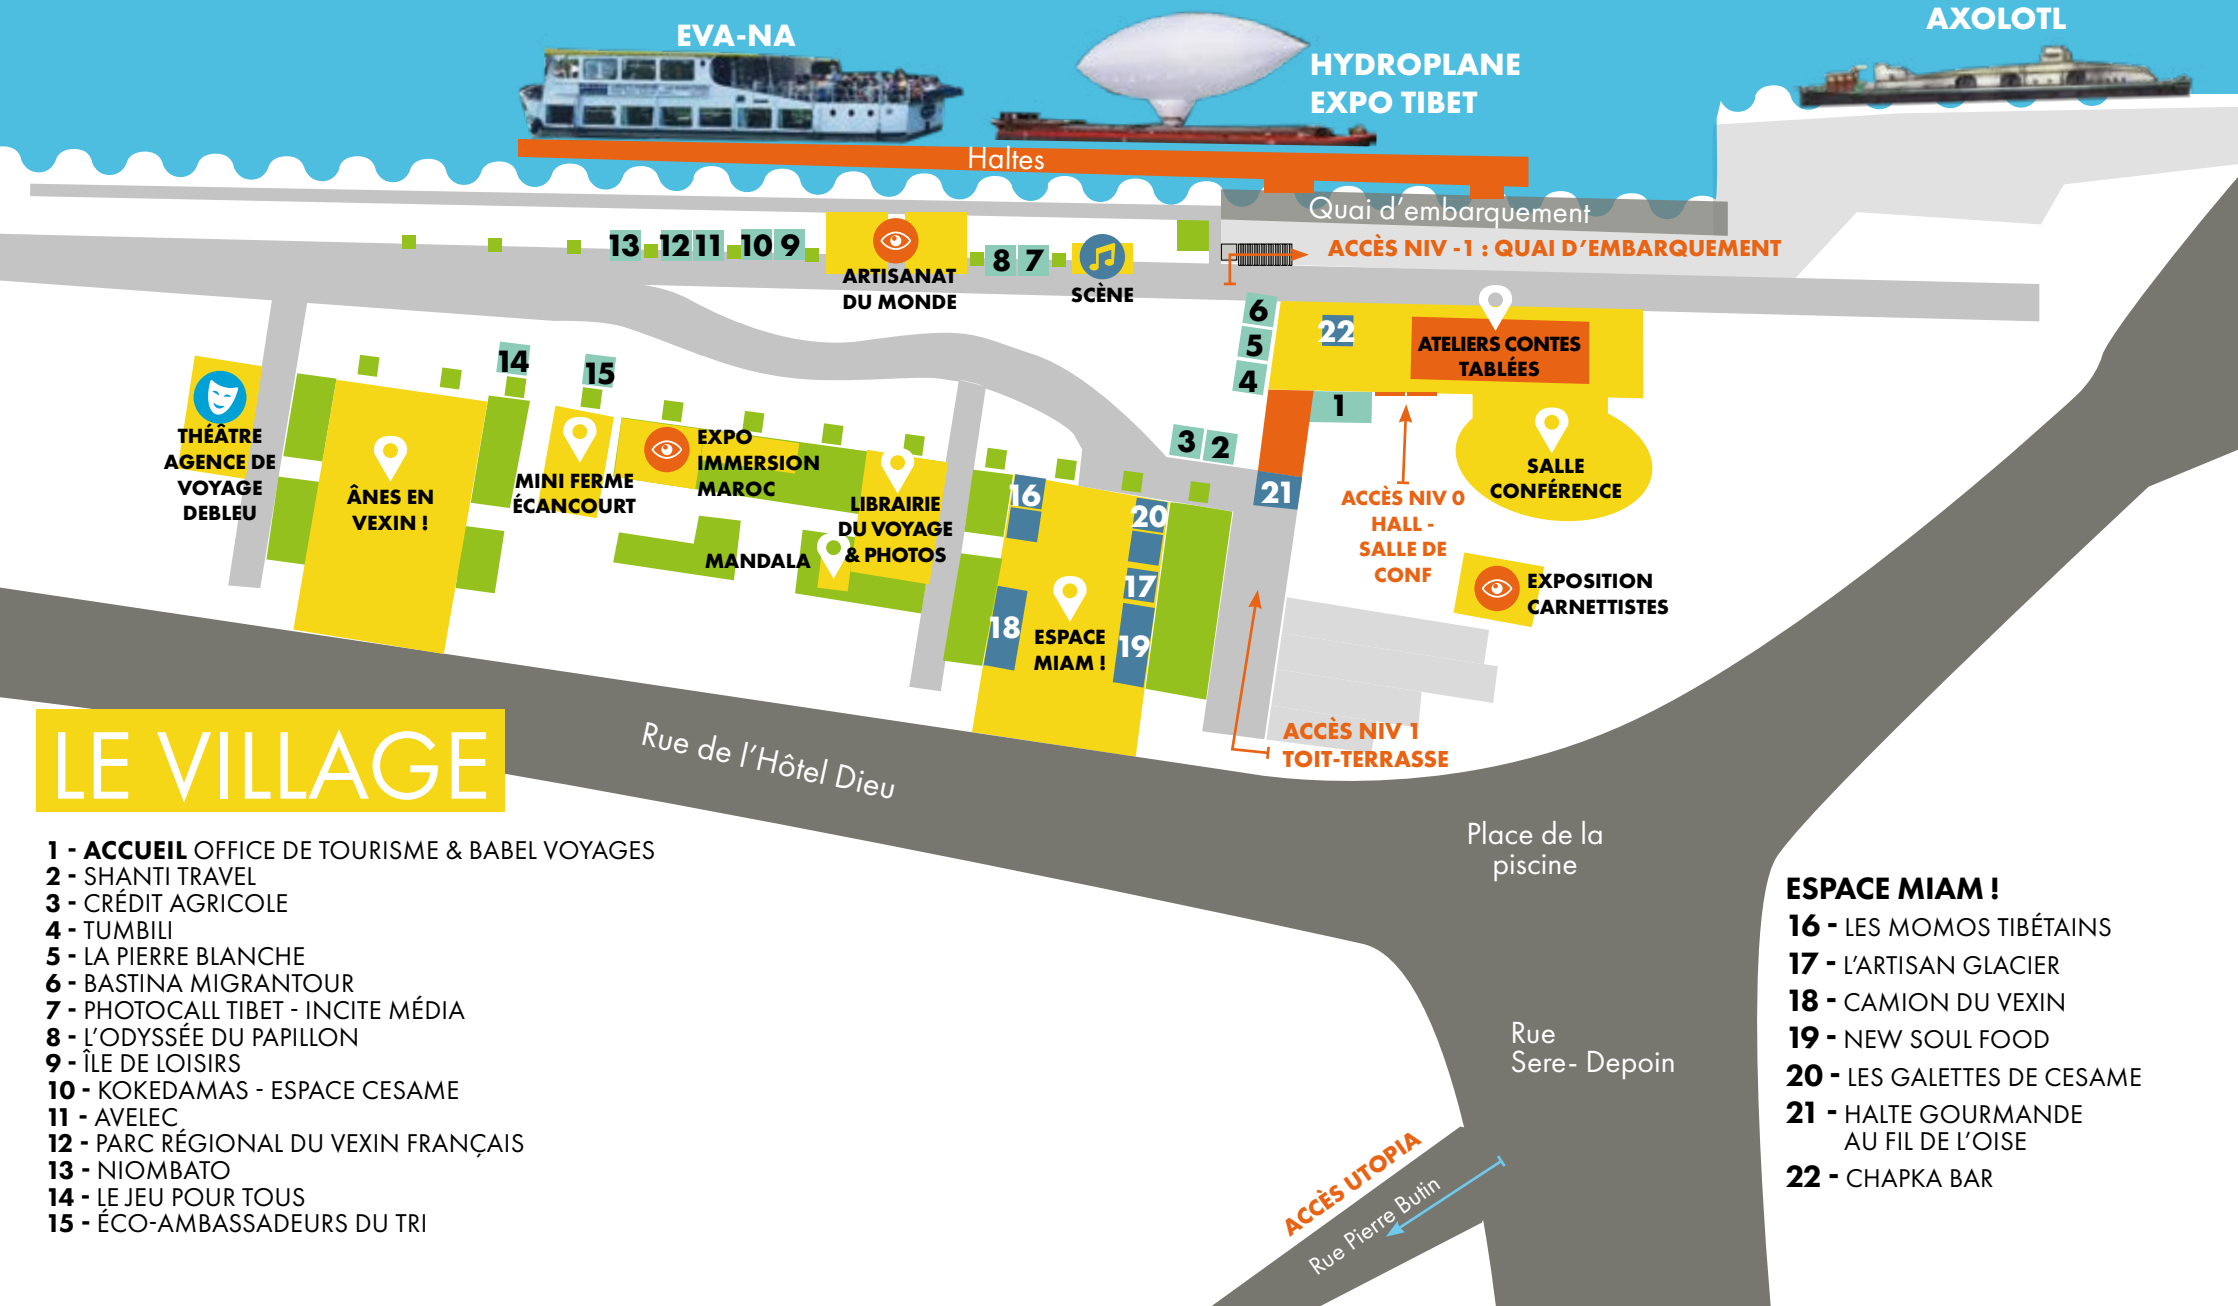 EVA-NA
HYDROPLANE
EXPO TIBET
AXOLOTL
Haltes
Quai d'embarquement
ACCÈS NIV -1 : QUAI D'EMBARQUEMENT
13 12 11 10 9
ARTISANAT
DU MONDE
8 7
SCÈNE
6
5
4
22
ATELIERS CONTES
TABLÉES
1
14
15
3 2
THÉÂTRE
AGENCE DE
VOYAGE
DEBLEU
ÂNES EN
VEXIN !
MINI FERME
ÉCANCOURT
EXPO
IMMERSION
MAROC
LIBRAIRIE
DU VOYAGE
& PHOTOS
MANDALA
16
20
17
18
19
ESPACE
MIAM !
21
SALLE
CONFÉRENCE
ACCÈS NIV 0
HALL -
SALLE DE
CONF
EXPOSITION
CARNETTISTES
ACCÈS NIV 1
TOIT-TERRASSE
Rue de l'Hôtel Dieu
Place de la
piscine
Rue
Sere- Depoin
ACCÈS UTOPIA
Rue Pierre Butin
LE VILLAGE
1 - ACCUEIL OFFICE DE TOURISME & BABEL VOYAGES
2 - SHANTI TRAVEL
3 - CRÉDIT AGRICOLE
4 - TUMBILI
5 - LA PIERRE BLANCHE
6 - BASTINA MIGRANTOUR
7 - PHOTOCALL TIBET - INCITE MÉDIA
8 - L'ODYSSÉE DU PAPILLON
9 - ÎLE DE LOISIRS
10 - KOKEDAMAS - ESPACE CESAME
11 - AVELEC
12 - PARC RÉGIONAL DU VEXIN FRANÇAIS
13 - NIOMBATO
14 - LE JEU POUR TOUS
15 - ÉCO-AMBASSADEURS DU TRI
ESPACE MIAM !
16 - LES MOMOS TIBÉTAINS
17 - L'ARTISAN GLACIER
18 - CAMION DU VEXIN
19 - NEW SOUL FOOD
20 - LES GALETTES DE CESAME
21 - HALTE GOURMANDE
AU FIL DE L'OISE
22 - CHAPKA BAR